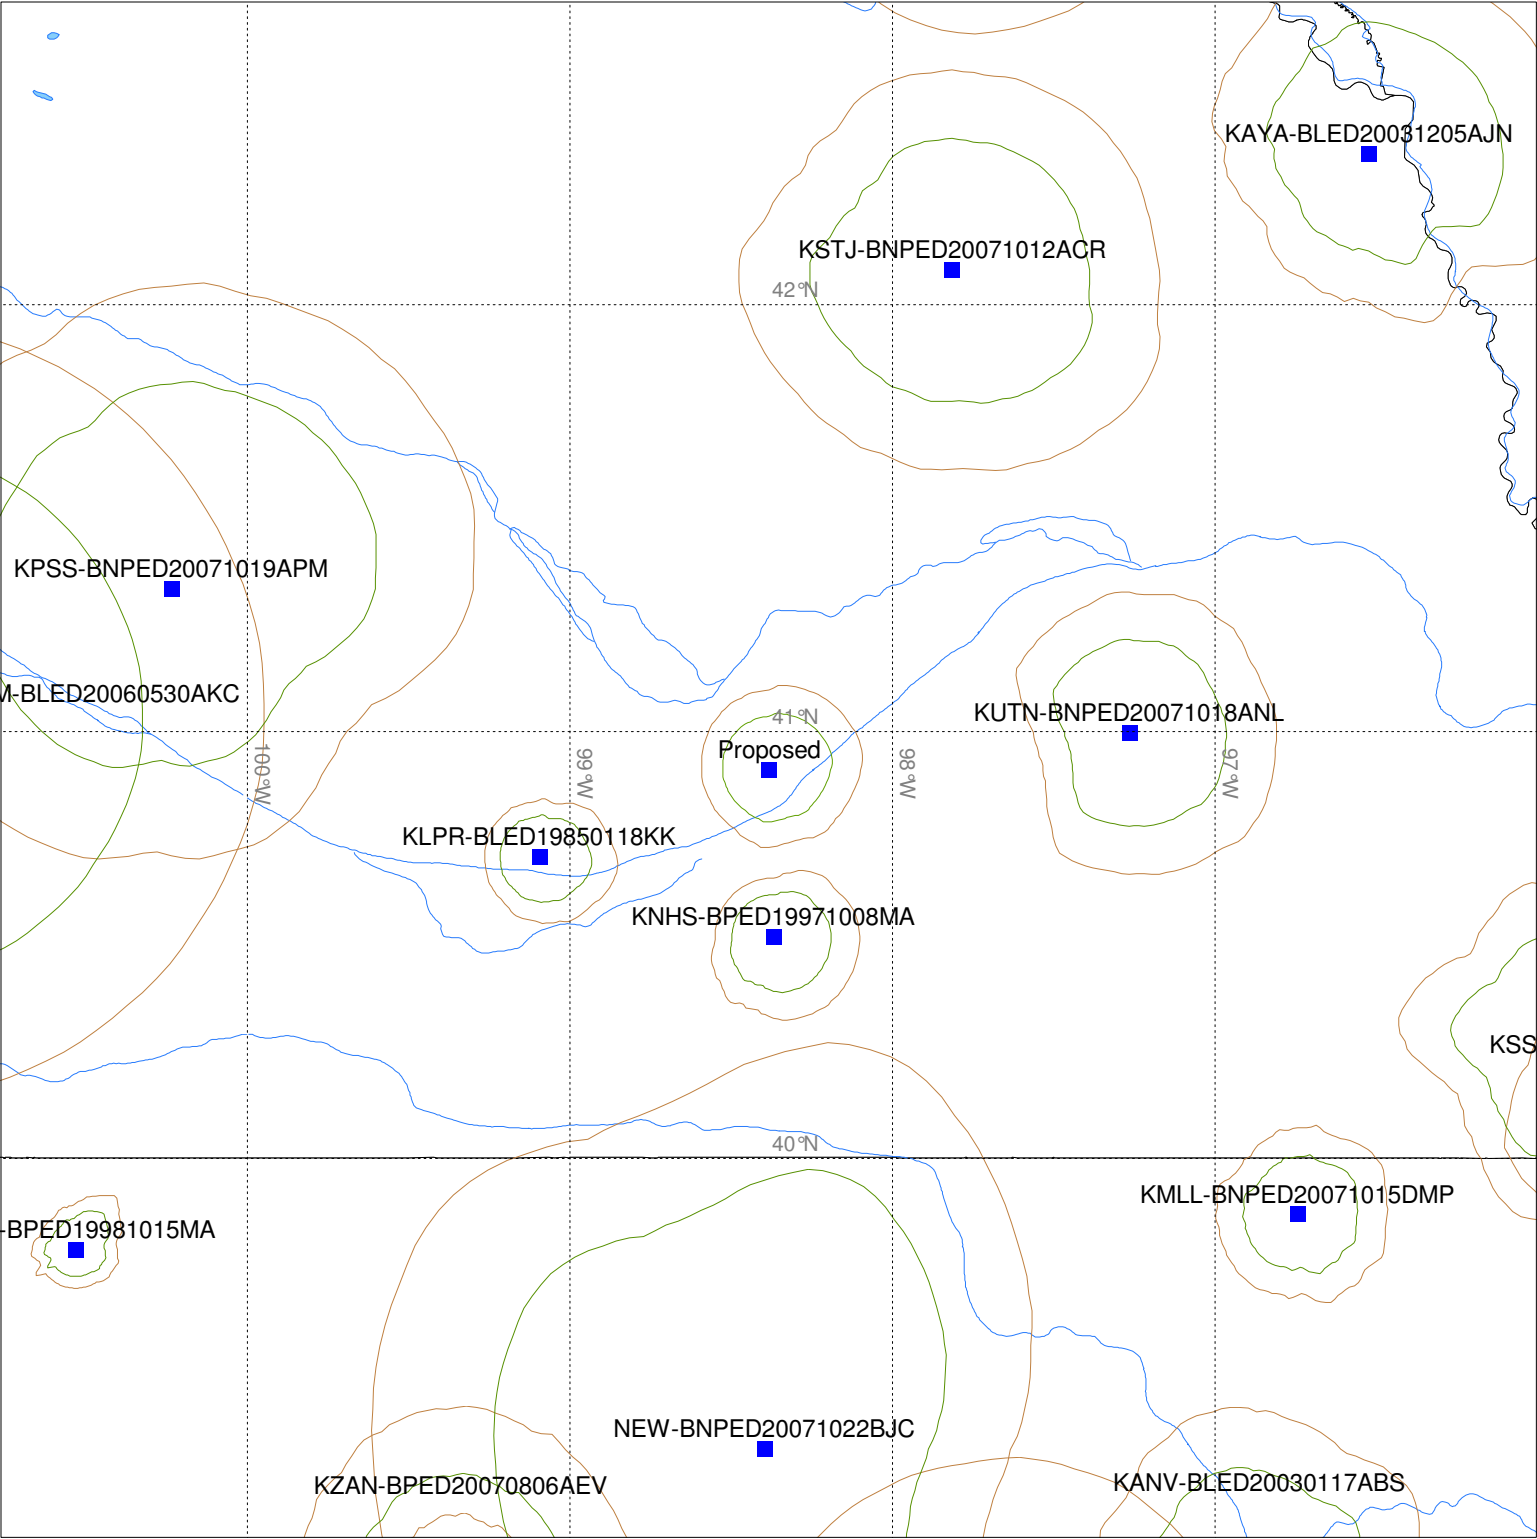 KAYA-BLED20031205AJN
KSTJ-BNPED20071012ACR
42°N
KPSS-BNPED20071019APM
M-BLED20060530AKC
41°N
KUTN-BNPED20071018ANL
Proposed
100°W
99°W
98°W
97°W
KLPR-BLED19850118KK
KNHS-BPED19971008MA
KSS
40°N
KMLL-BNPED20071015DMP
-BPED19981015MA
NEW-BNPED20071022BJC
KZAN-BPED20070806AEV
KANV-BLED20030117ABS